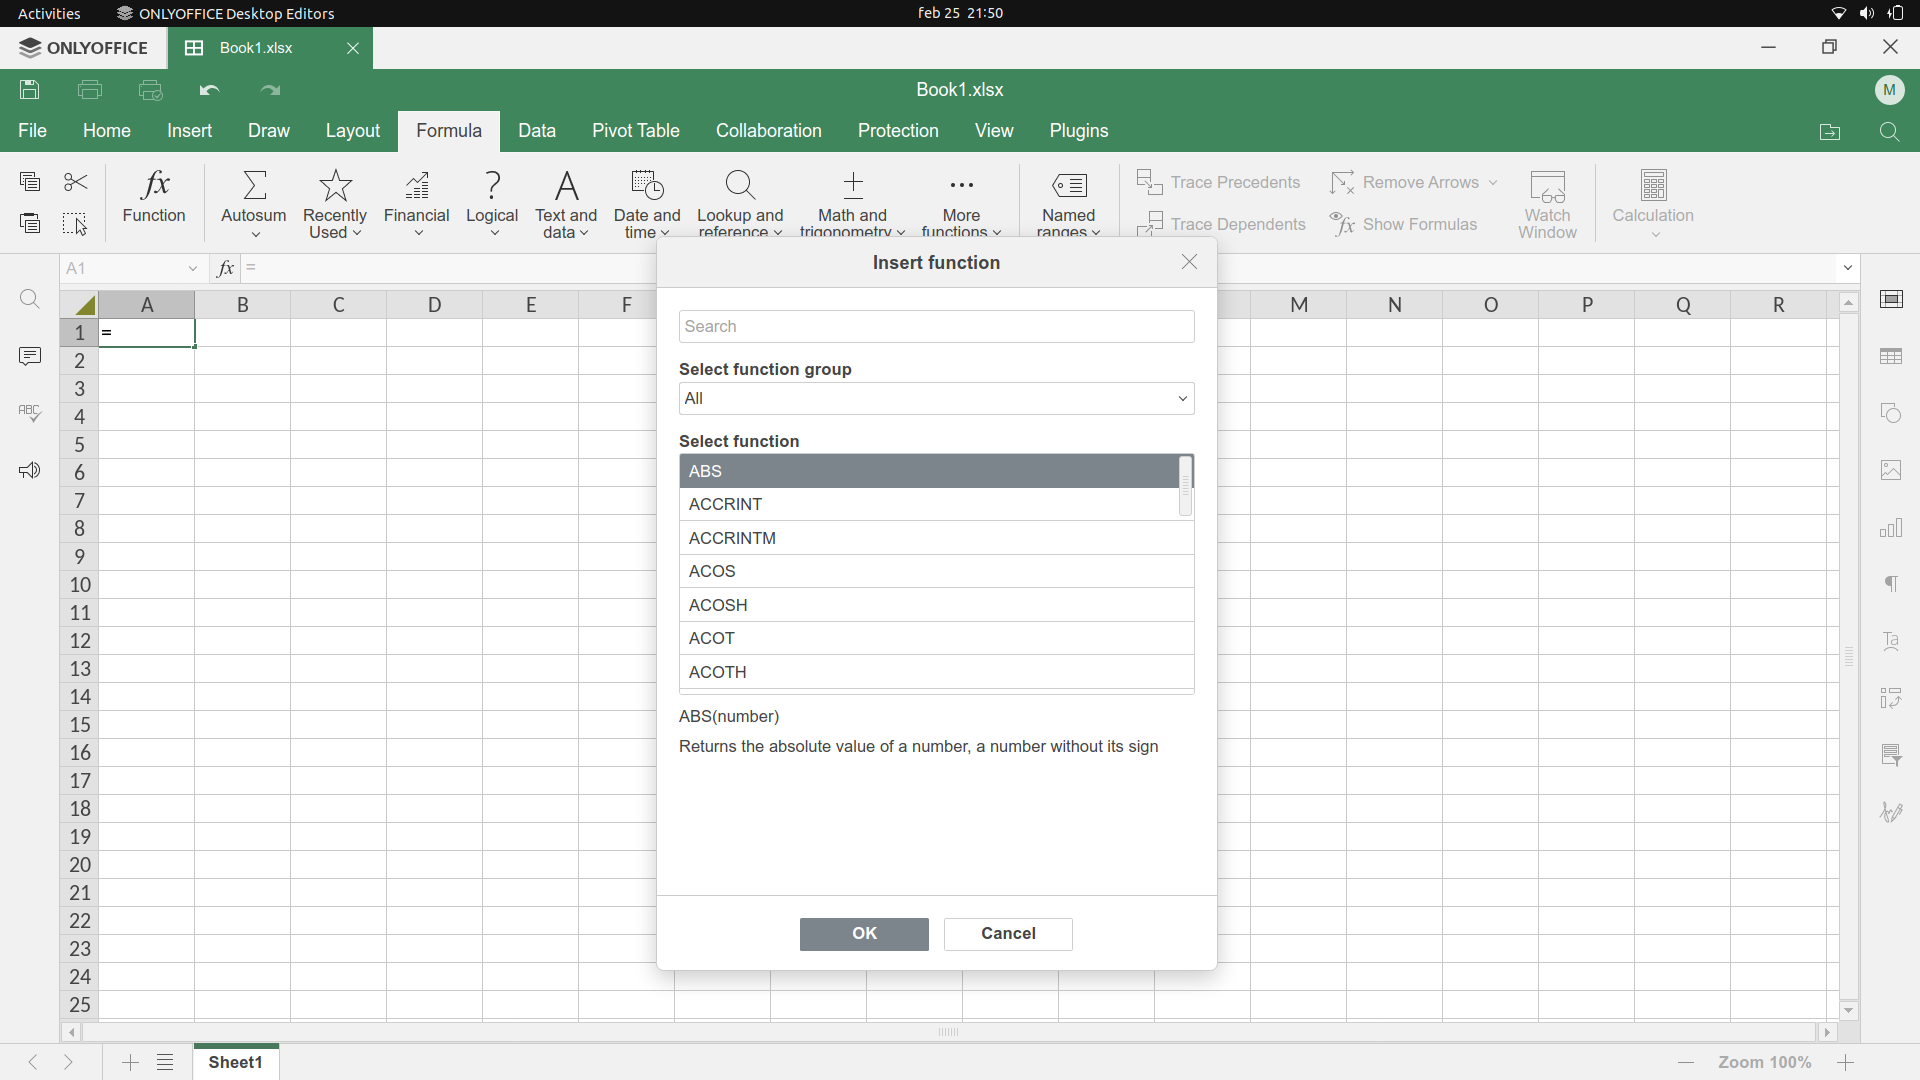 Activities ONLYOFFICE Desktop Editors feb 25 21:50
ONLYOFFICE Book1.xlsx
Book1.xlsx M
File Home Insert Draw Layout Formula Data Pivot Table Collaboration Protection View Plugins
Function Autosum Recently Used Financial Logical Text and data Date and time Lookup and reference Math and trigonometry More functions Named ranges
Trace Precedents Remove Arrows
Trace Dependents Show Formulas
Watch Window Calculation
A1 fx =
Insert function
A B C D E F M N O P Q R
1 =
2
3
4
5
6
7
8
9
10
11
12
13
14
15
16
17
18
19
20
21
22
23
24
25
Search
Select function group
All
Select function
ABS
ACCRINT
ACCRINTM
ACOS
ACOSH
ACOT
ACOTH
ABS(number)
Returns the absolute value of a number, a number without its sign
OK Cancel
Sheet1 Zoom 100%